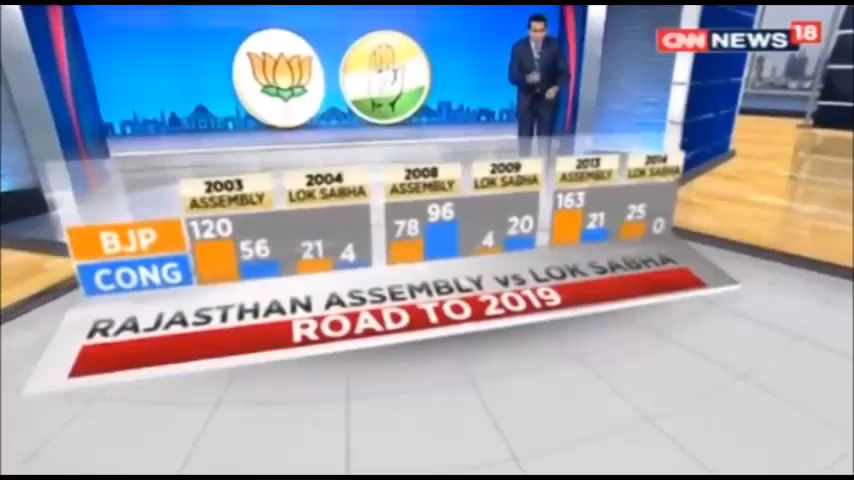 CNN NEWS 18
2003 ASSEMBLY
2004 LOK SABHA
2008 ASSEMBLY
2009 LOK SABHA
2013 ASSEMBLY
2014 LOK SABHA
BJP 120 21 78 4 163 25
CONG 56 4 96 20 21 0
RAJASTHAN ASSEMBLY vs LOK SABHA
ROAD TO 2019